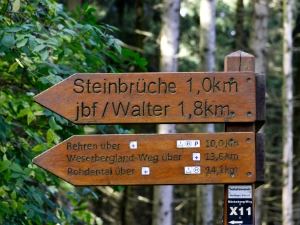 Steinbrüche 1,0km
jbf/Walter 1,8km
Rehren über 10,0km
Weserbergland-Weg über 13,6km
Rohdental über 14,1km
X11